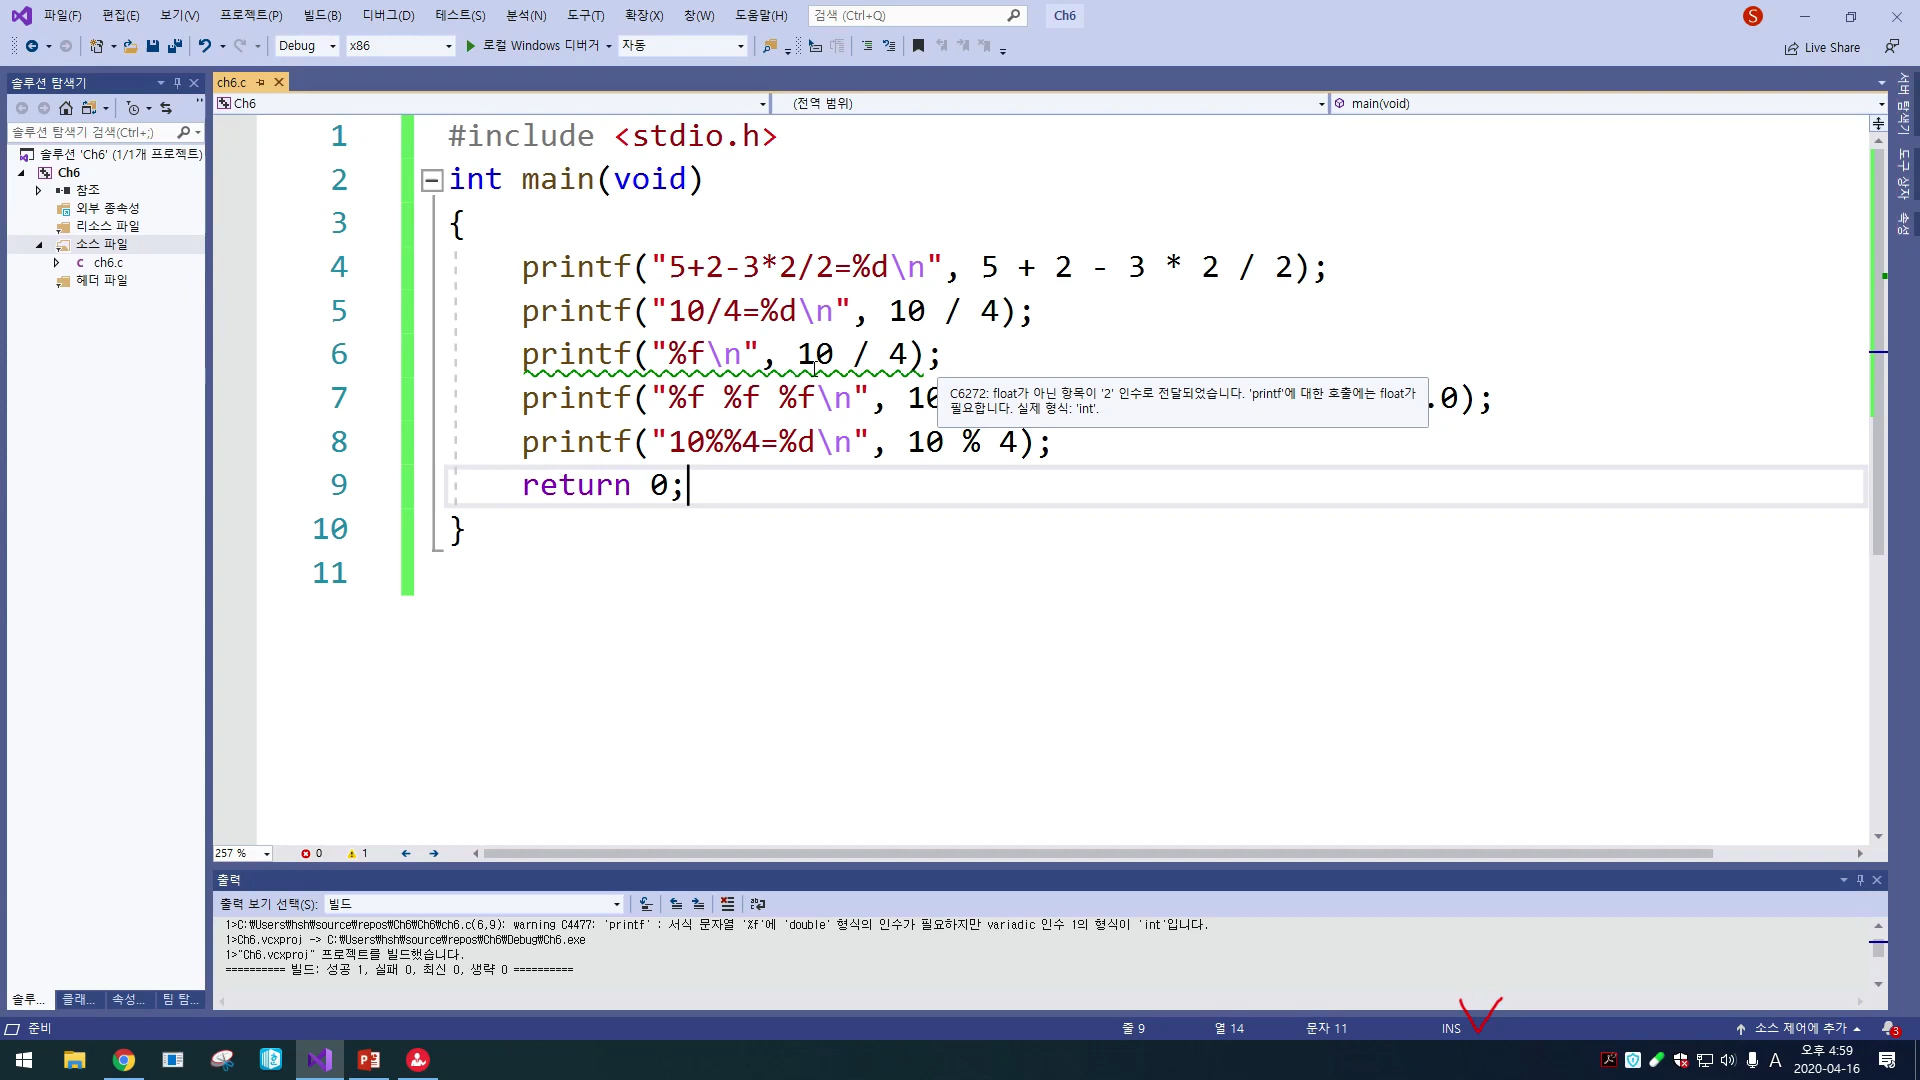 파일(F) 편집(E) 보기(V) 프로젝트(P) 빌드(B) 디버그(D) 테스트(S) 분석(N) 도구(T) 확장(X) 창(W) 도움말(H) 검색 (Ctrl+Q) Ch6 S
Debug x86 로컬 Windows 디버거 자동 Live Share
솔루션 탐색기
솔루션 탐색기 검색(Ctrl+;)
솔루션 'Ch6' (1/1개 프로젝트)
Ch6
참조
외부 종속성
리소스 파일
소스 파일
ch6.c
헤더 파일
솔루... 클래... 속성... 팀 탐...
ch6.c
Ch6 (전역 범위) main(void)
1 #include <stdio.h>
2 int main(void)
3 {
4 printf("5+2-3*2/2=%d\n", 5 + 2 - 3 * 2 / 2);
5 printf("10/4=%d\n", 10 / 4);
6 printf("%f\n", 10 / 4);
7 printf("%f %f %f\n", 10 .0);
C6272: float가 아닌 항목이 '2' 인수로 전달되었습니다. 'printf'에 대한 호출에는 float가
필요합니다. 실제 형식: 'int'.
8 printf("10%%4=%d\n", 10 % 4);
9 return 0;
10 }
11
서버 탐색기
도구 상자
속성
257 % 0 1
출력
출력 보기 선택(S): 빌드
1>C:₩Users₩hsh₩source₩repos₩Ch6₩Ch6₩ch6.c(6,9): warning C4477: 'printf' : 서식 문자열 '%f'에 'double' 형식의 인수가 필요하지만 variadic 인수 1의 형식이 'int'입니다.
1>Ch6.vcxproj -> C:₩Users₩hsh₩source₩repos₩Ch6₩Debug₩Ch6.exe
1>"Ch6.vcxproj" 프로젝트를 빌드했습니다.
========== 빌드: 성공 1, 실패 0, 최신 0, 생략 0 ==========
준비 줄 9 열 14 문자 11 INS 소스 제어에 추가 3
A 오후 4:59
2020-04-16